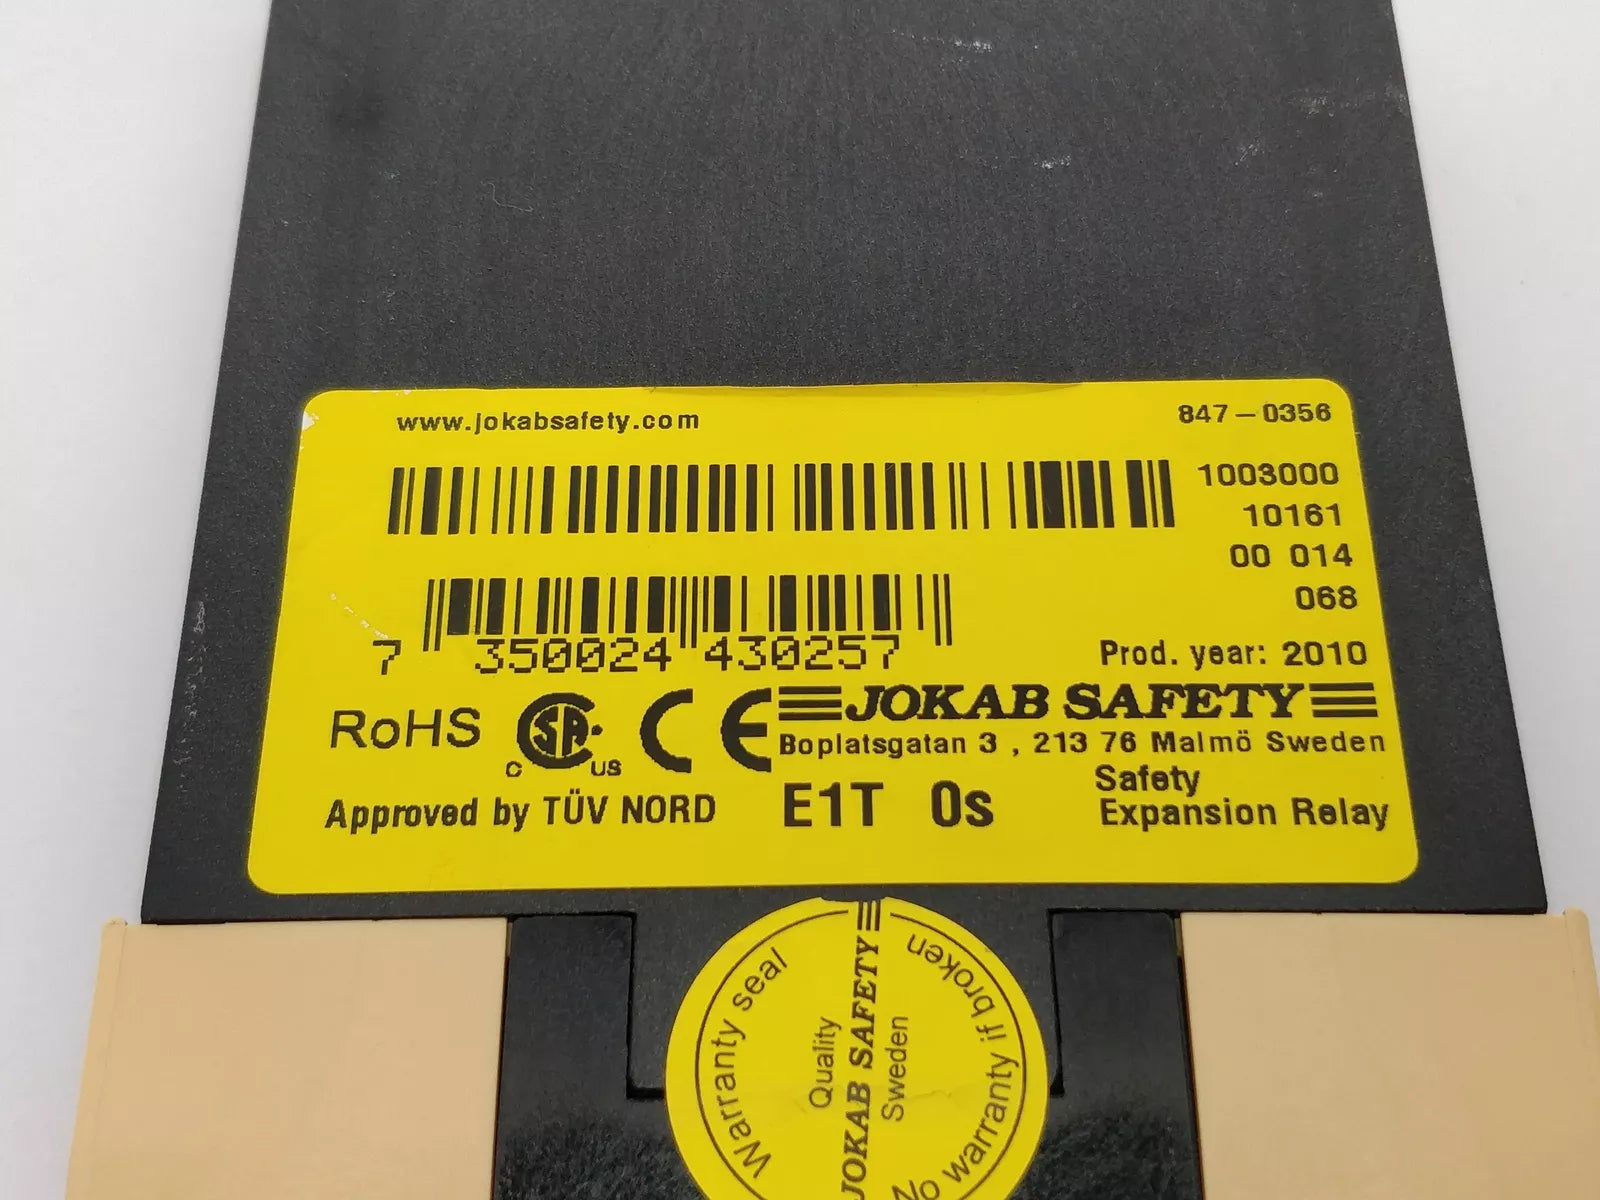 www.jokabsafety.com
847-0356
1003000
10161
00 014
068
7 350024 430257
Prod. year: 2010
RoHS
C SA US
CE
JOKAB SAFETY
Boplatsgatan 3 , 213 76 Malmö Sweden
Approved by TÜV NORD
E1T 0s
Safety
Expansion Relay
Warranty seal
Quality
JOKAB SAFETY
Sweden
No warranty if broken